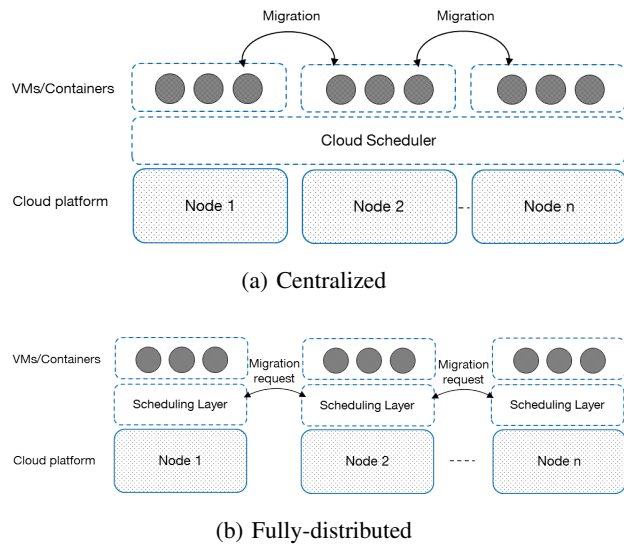 Migration Migration
VMs/Containers
Cloud Scheduler
Cloud platform Node 1 Node 2 Node n
(a) Centralized
VMs/Containers
Migration request Migration request
Scheduling Layer Scheduling Layer Scheduling Layer
Cloud platform Node 1 Node 2 Node n
(b) Fully-distributed